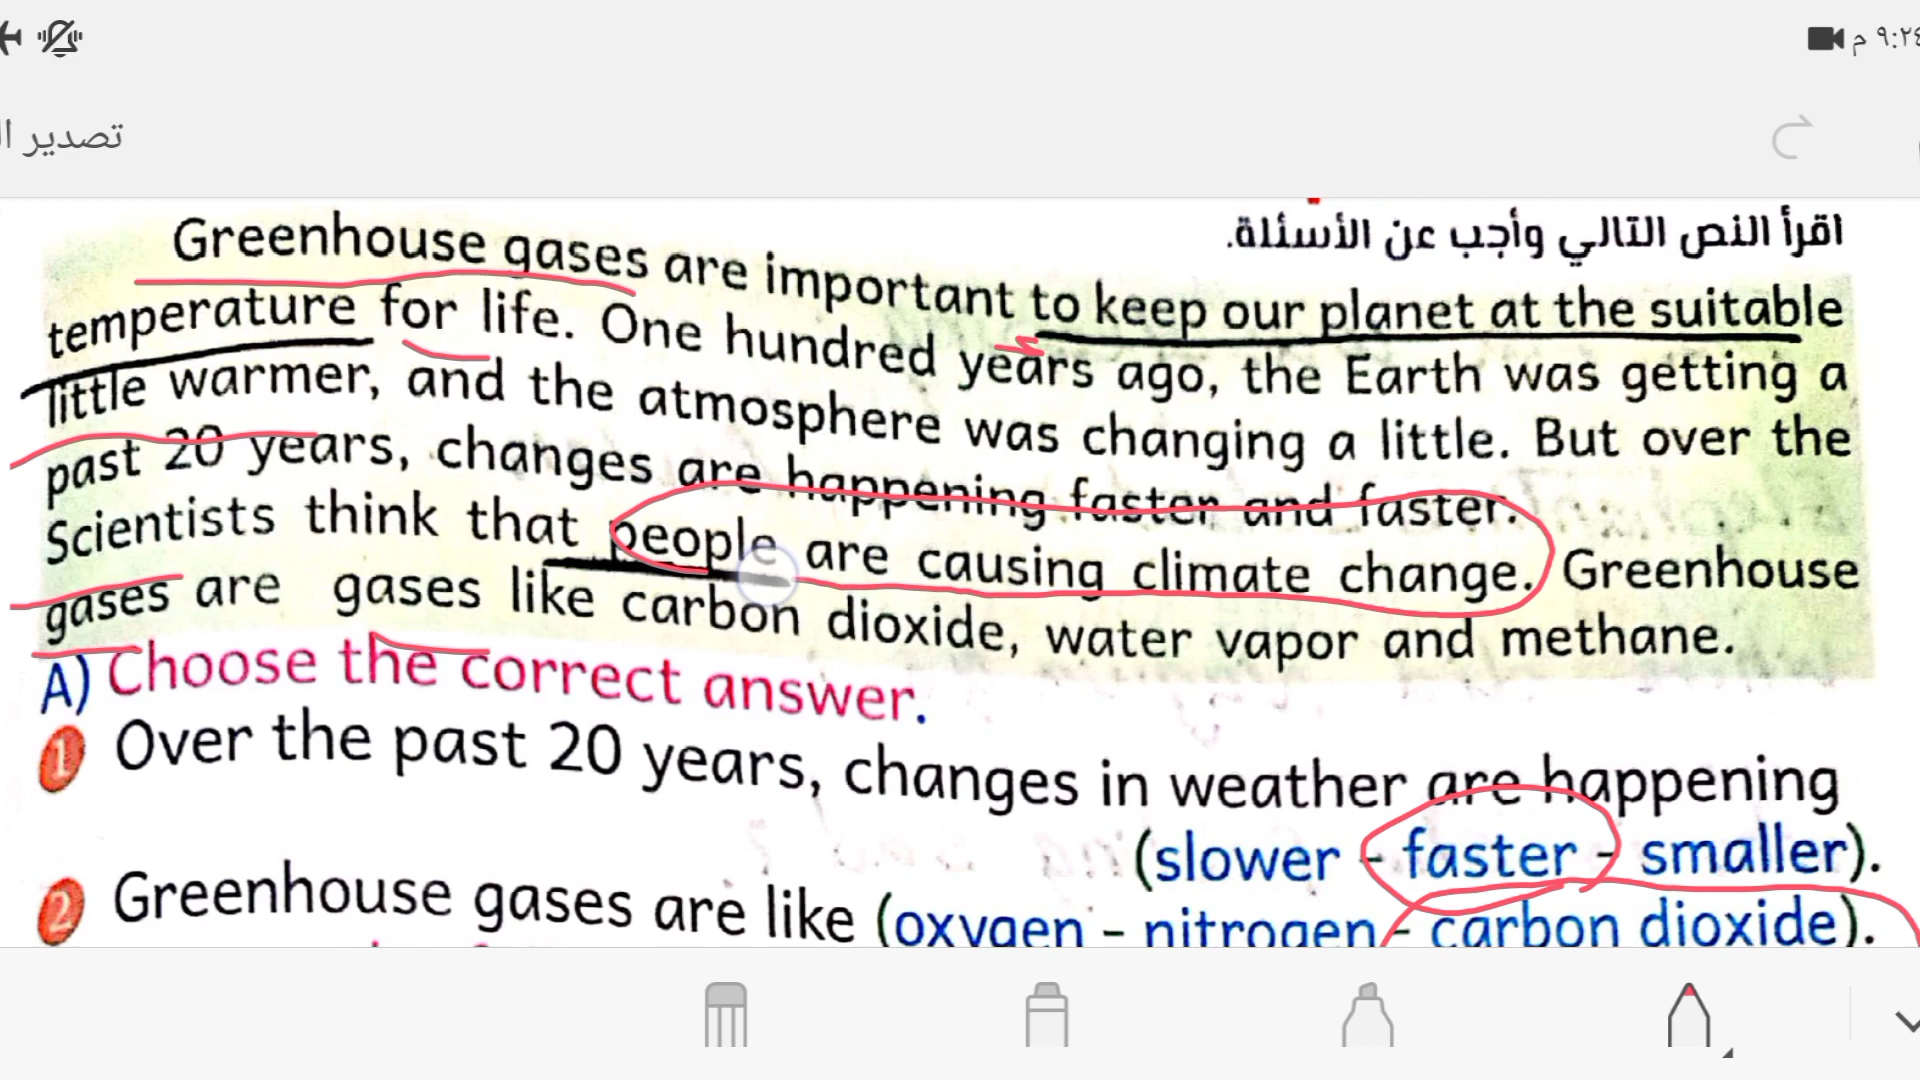 م ٩:٢٤
تصدير ال
اقرأ النص التالي وأجب عن الأسئلة.
Greenhouse gases are important to keep our planet at the suitable
temperature for life. One hundred years ago, the Earth was getting a
little warmer, and the atmosphere was changing a little. But over the
past 20 years, changes are happening faster and faster.
Scientists think that people are causing climate change. Greenhouse
gases are gases like carbon dioxide, water vapor and methane.
A) Choose the correct answer.
1 Over the past 20 years, changes in weather are happening
(slower - faster - smaller).
2 Greenhouse gases are like (oxygen - nitrogen - carbon dioxide).